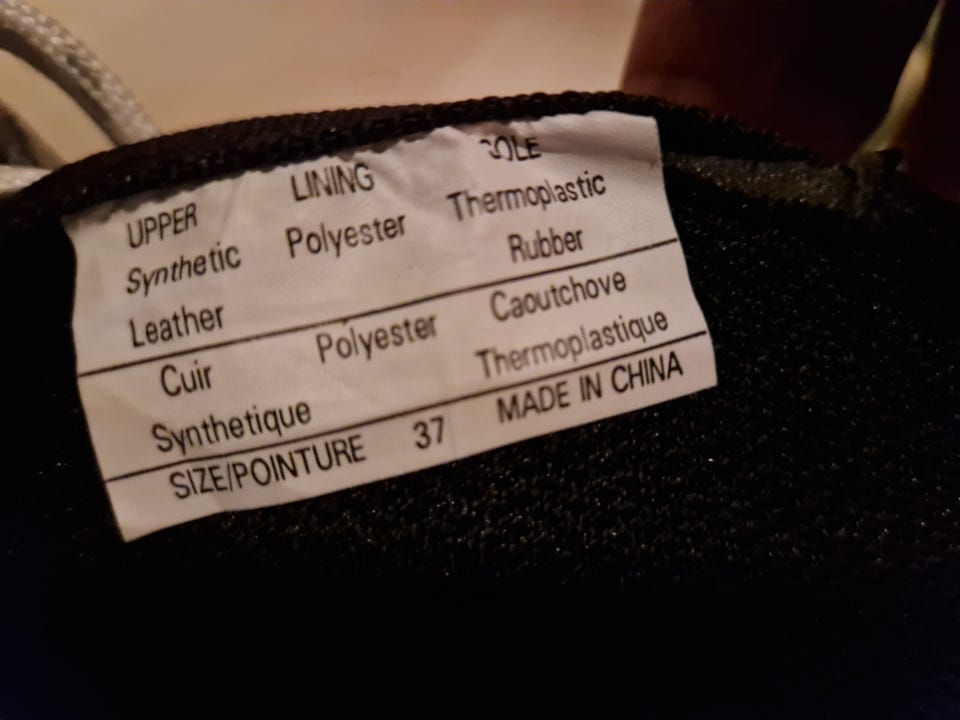 UPPER LINING SOLE
Synthetic Polyester Thermoplastic
Leather Rubber
Cuir Polyester Caoutchove
Synthetique Thermoplastique
SIZE/POINTURE 37 MADE IN CHINA